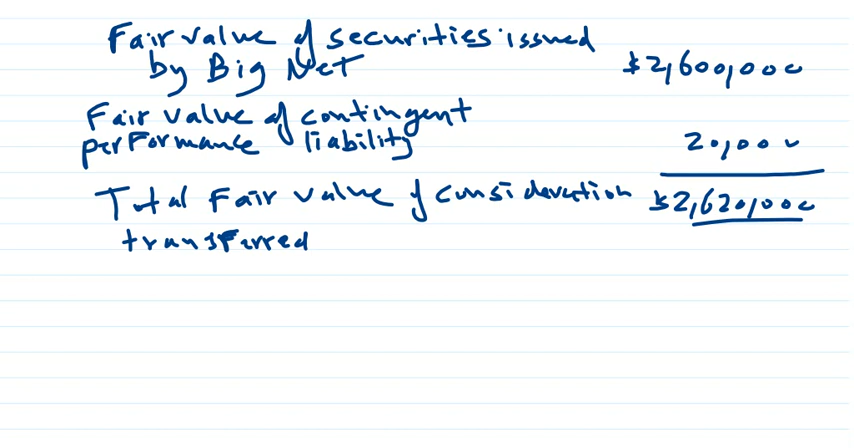 Fair value of securities issued
by Big Net $2,600,000
Fair value of contingent
performance liability 20,000
Total Fair value of consideration $2,620,000
transferred